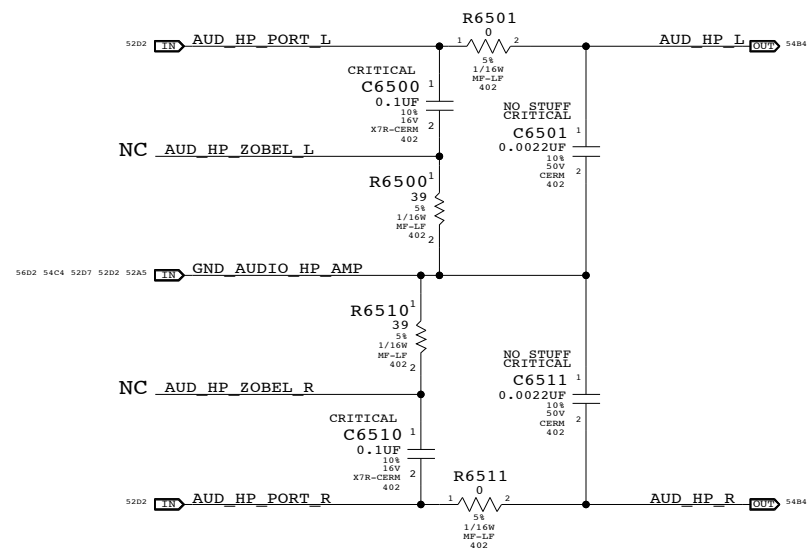 R6501
0
52D2 IN AUD_HP_PORT_L 1 2 AUD_HP_L OUT 54B4
5%
1/16W
MF-LF
402
CRITICAL 1
C6500
0.1UF
10%
16V
X7R-CERM 2
402
NO STUFF
CRITICAL
C6501 1
0.0022UF
10%
50V 2
CERM
402
NC AUD_HP_ZOBEL_L
R6500 1
39
5%
1/16W
MF-LF
402 2
56D2 54C4 52D7 52D2 52A5 IN GND_AUDIO_HP_AMP
R6510 1
39
5%
1/16W
MF-LF
402 2
NO STUFF
CRITICAL
C6511 1
0.0022UF
10%
50V 2
CERM
402
NC AUD_HP_ZOBEL_R
CRITICAL
C6510 1
0.1UF
10%
16V
X7R-CERM 2
402
R6511
0
52D2 IN AUD_HP_PORT_R 1 2 AUD_HP_R OUT 54B4
5%
1/16W
MF-LF
402